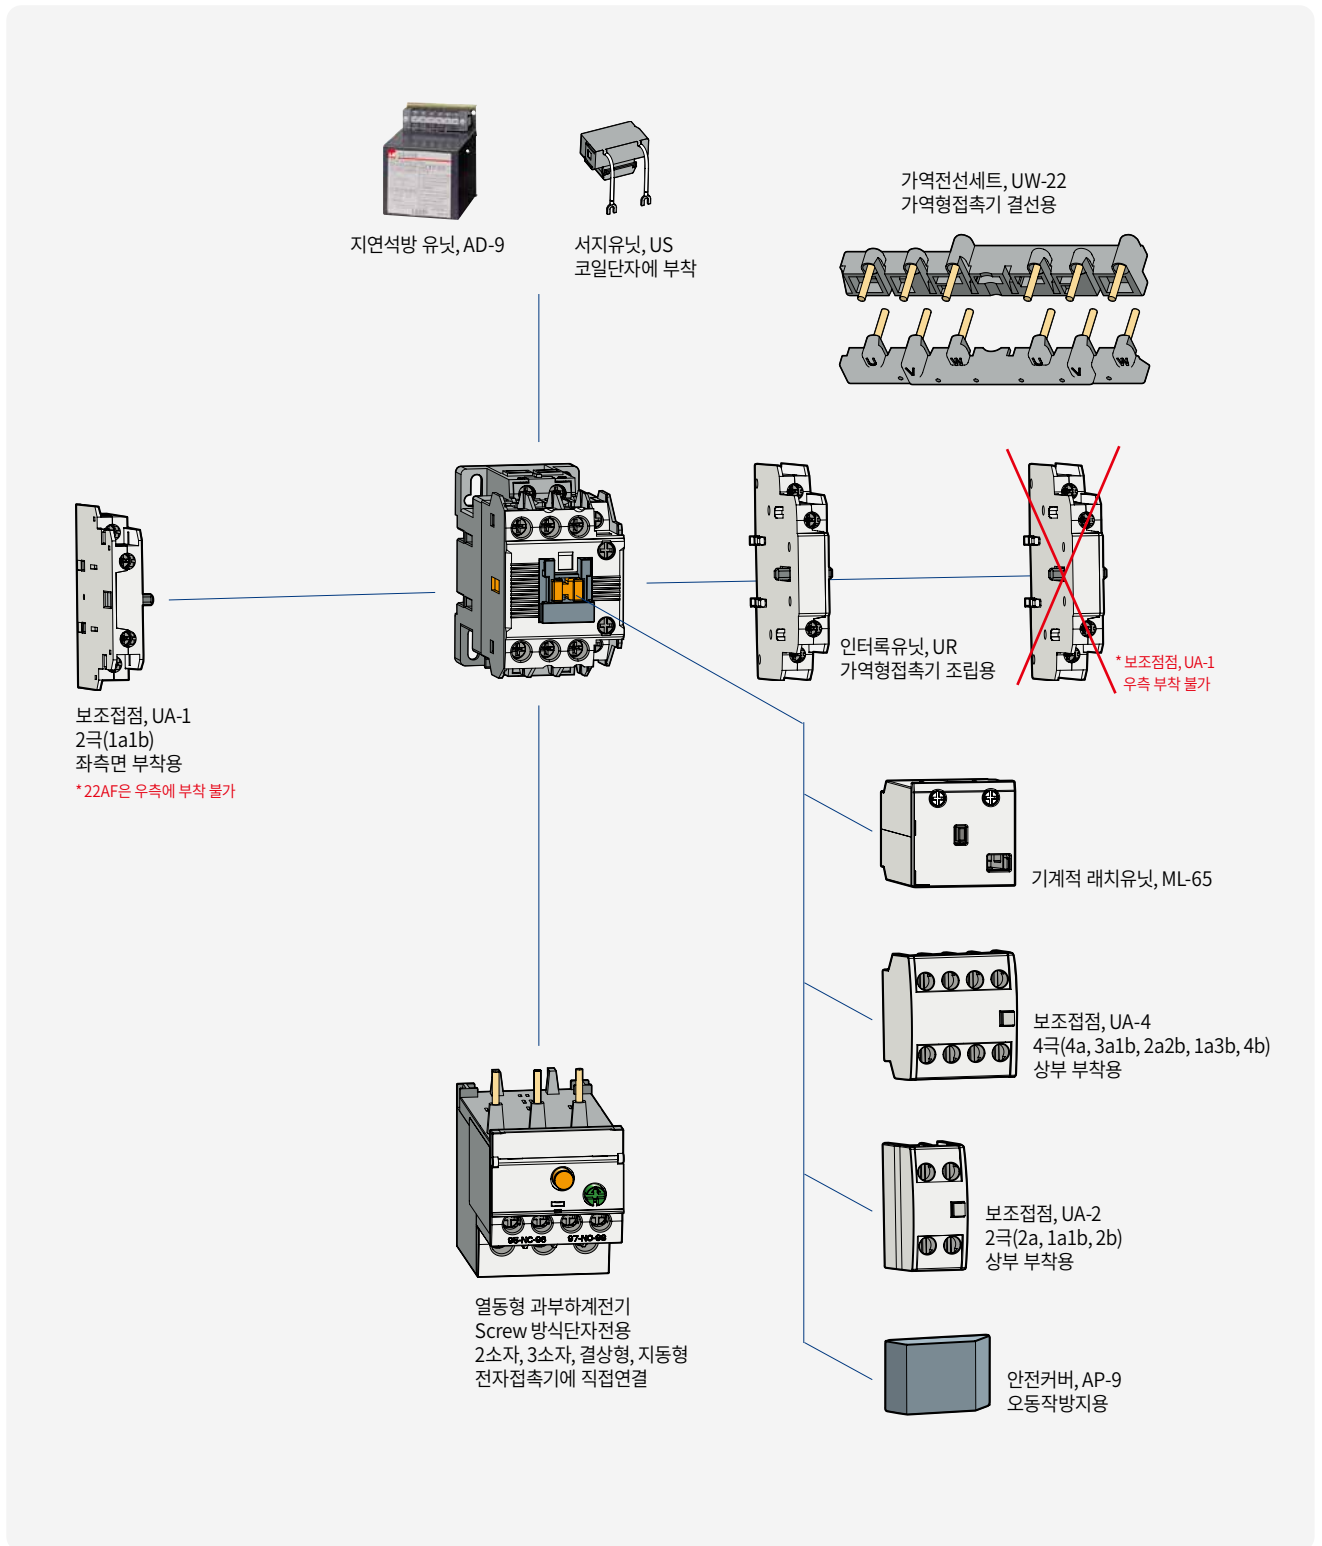 지연석방 유닛, AD-9
서지유닛, US
코일단자에 부착
가역전선세트, UW-22
가역형접촉기 결선용
U
V
W
U
V
W
인터록유닛, UR
가역형접촉기 조립용
* 보조점점, UA-1
우측 부착 불가
보조접점, UA-1
2극(1a1b)
좌측면 부착용
* 22AF은 우측에 부착 불가
기계적 래치유닛, ML-65
보조접점, UA-4
4극(4a, 3a1b, 2a2b, 1a3b, 4b)
상부 부착용
보조접점, UA-2
2극(2a, 1a1b, 2b)
상부 부착용
95-NC-96
97-NO-98
열동형 과부하계전기
Screw 방식단자전용
2소자, 3소자, 결상형, 지동형
전자접촉기에 직접연결
안전커버, AP-9
오동작방지용